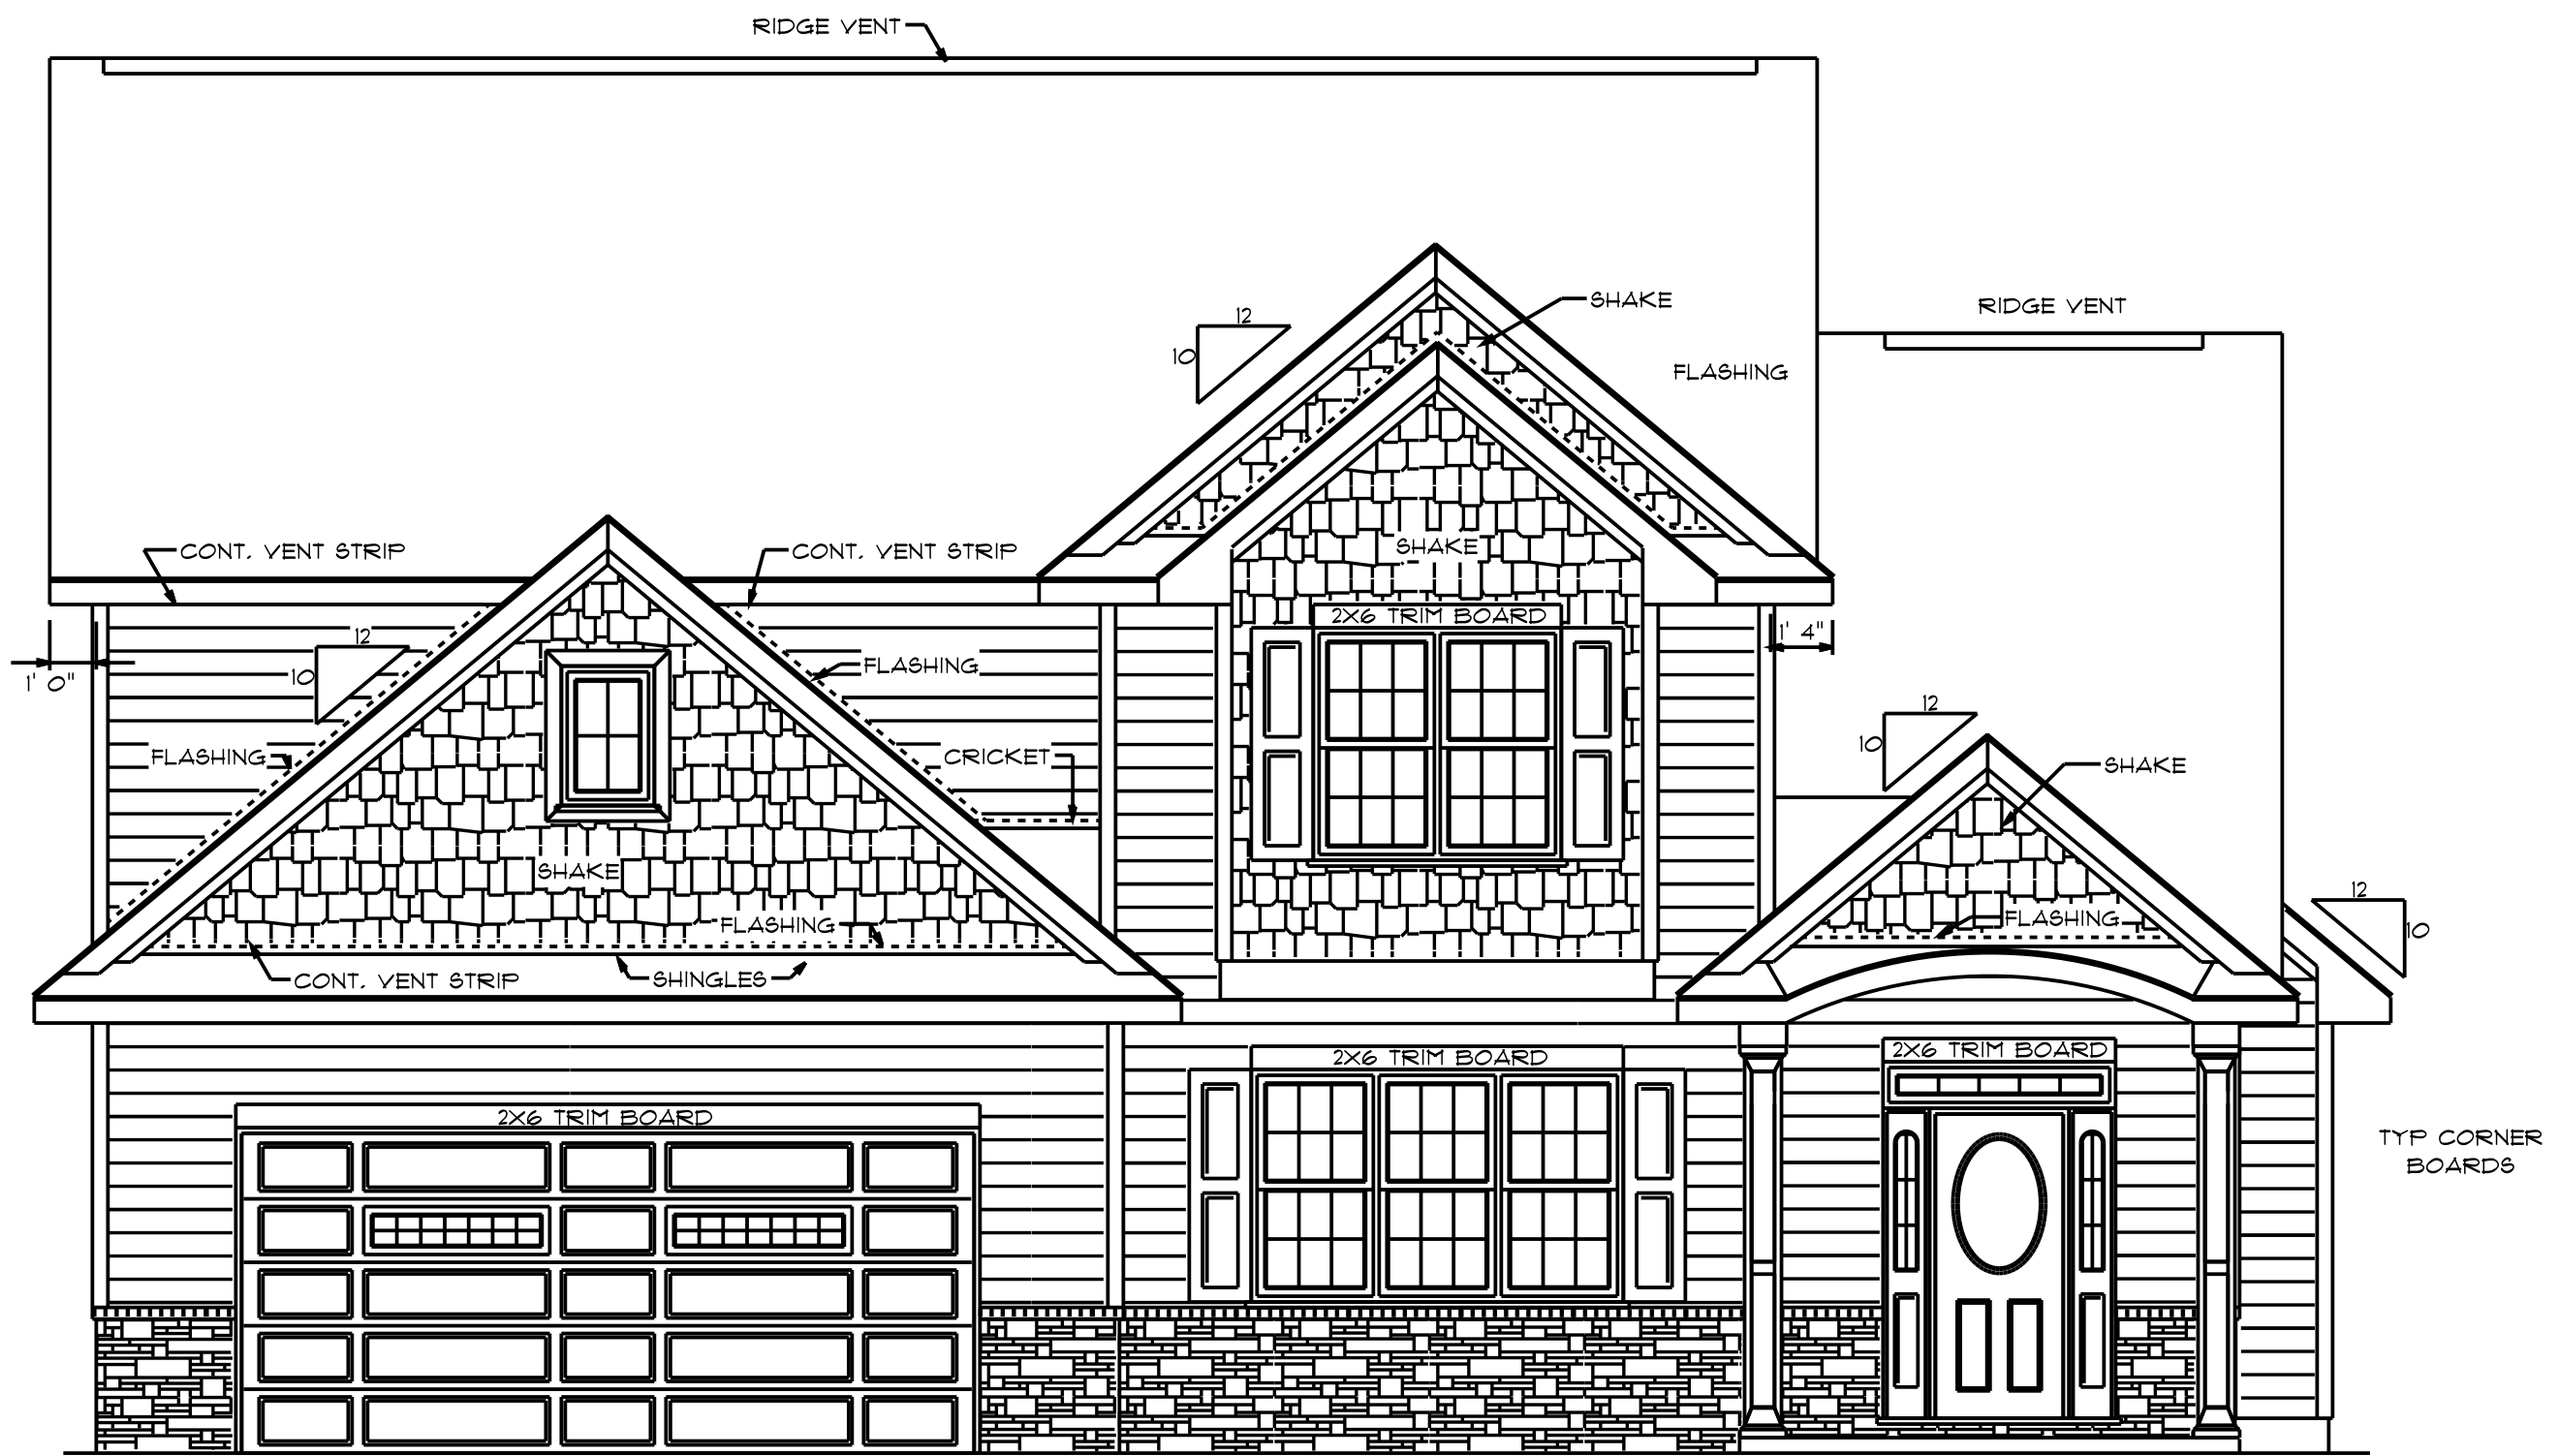 RIDGE VENT
SHAKE
RIDGE VENT
12
10
FLASHING
CONT. VENT STRIP
CONT. VENT STRIP
SHAKE
2X6 TRIM BOARD
12
10
1' 4"
FLASHING
1' 0"
12
10
FLASHING
CRICKET
SHAKE
SHAKE
12
10
FLASHING
FLASHING
CONT. VENT STRIP
SHINGLES
2X6 TRIM BOARD
2X6 TRIM BOARD
2X6 TRIM BOARD
TYP CORNER
BOARDS